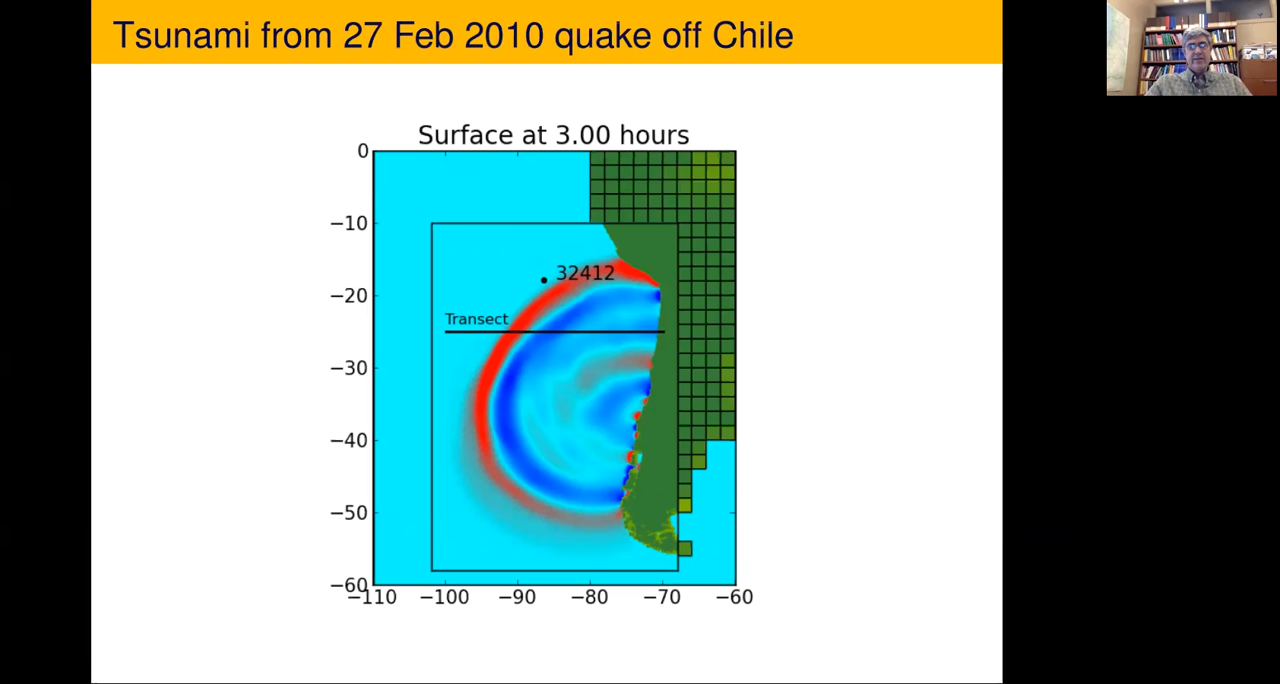 Tsunami from 27 Feb 2010 quake off Chile
Surface at 3.00 hours
0
−10
−20
−30
−40
−50
−60
32412
Transect
−110 −100 −90 −80 −70 −60